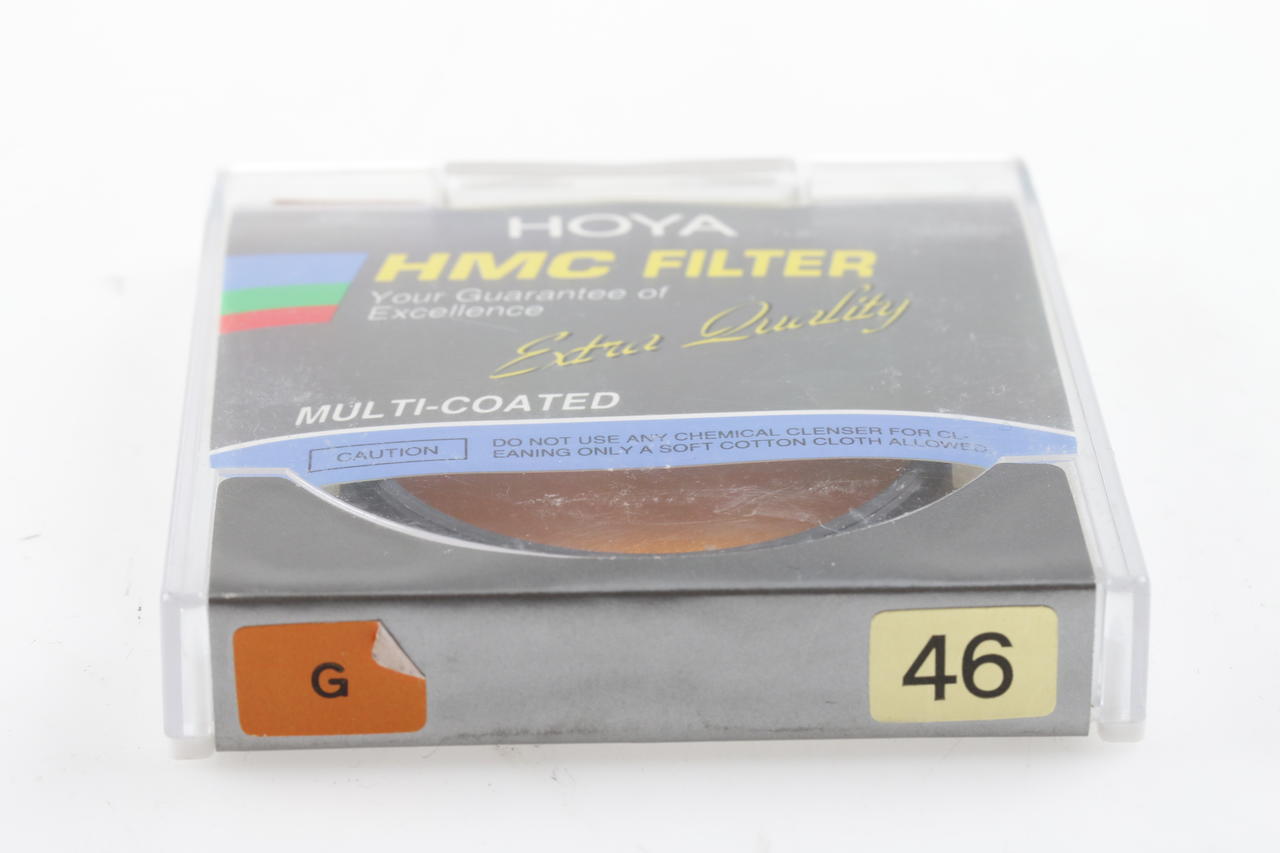 HOYA
HMC FILTER
Your Guarantee of
Excellence
Extra Quality
MULTI-COATED
CAUTION
DO NOT USE ANY CHEMICAL CLENSER FOR CL-
EANING ONLY A SOFT COTTON CLOTH ALLOWED.
G
46